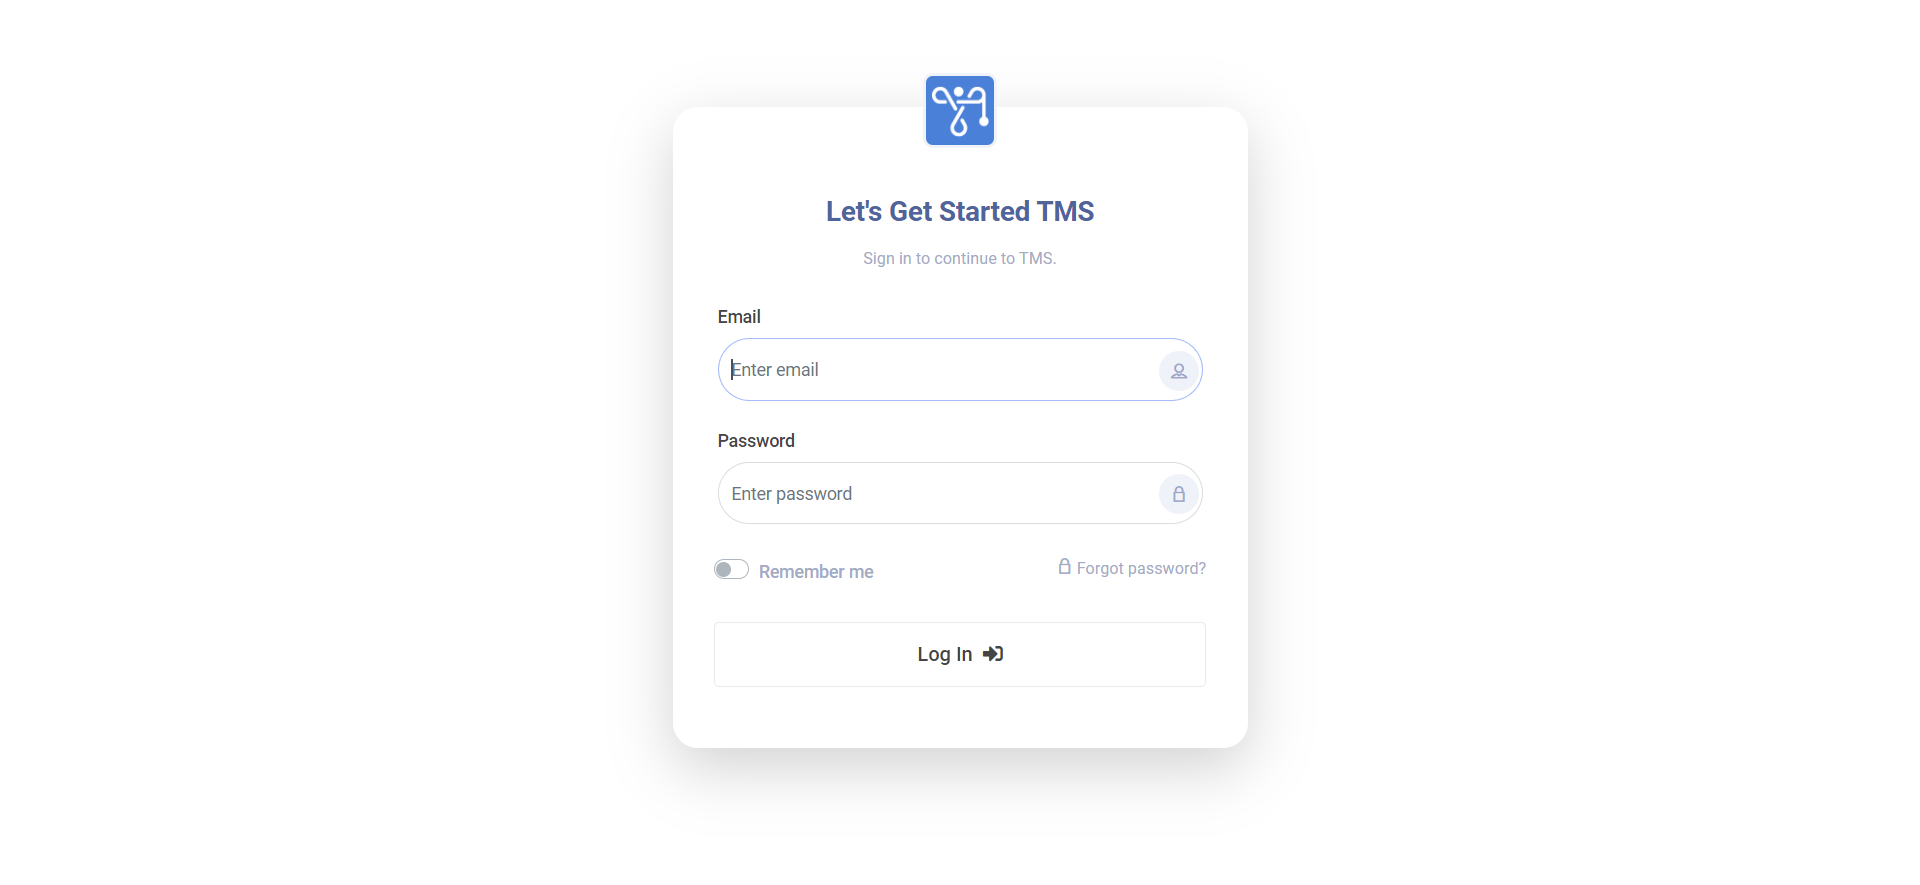 Let's Get Started TMS
Sign in to continue to TMS.
Email
Enter email
Password
Enter password
Remember me
Forgot password?
Log In